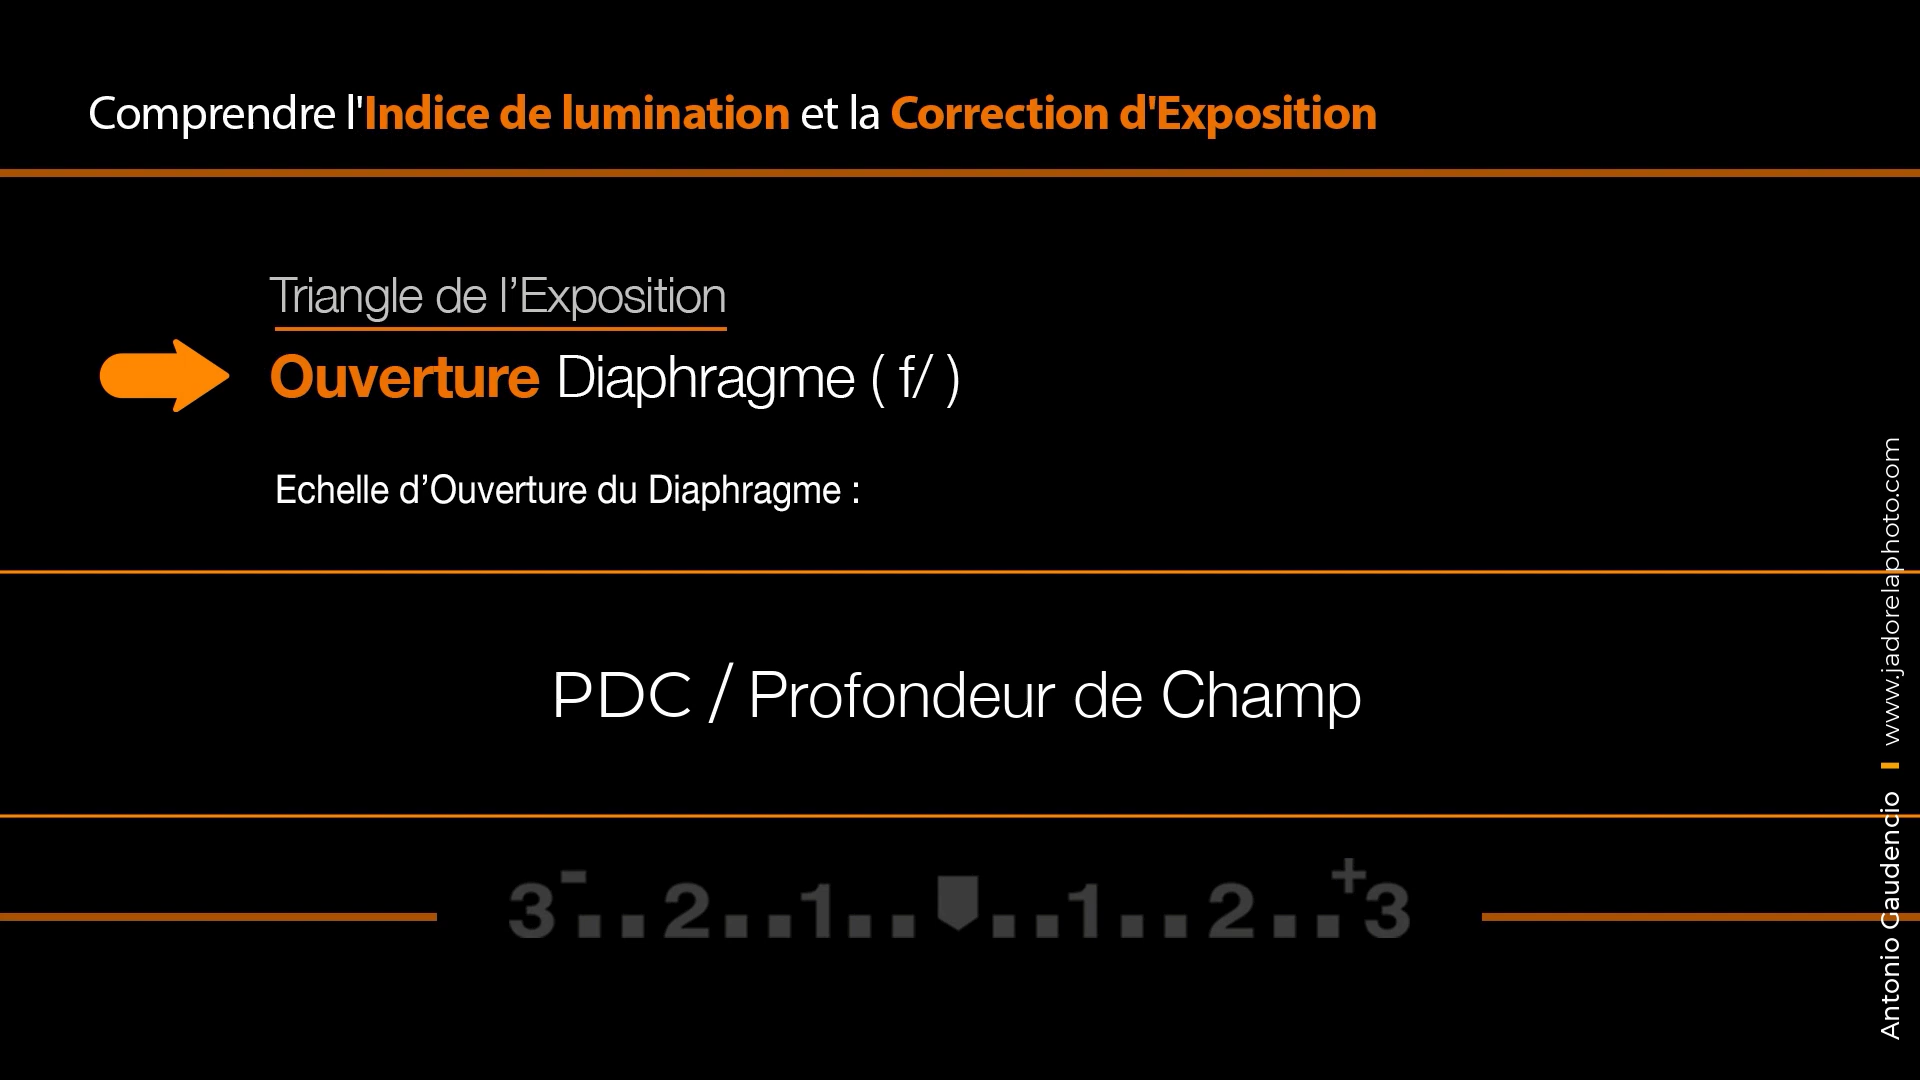 Comprendre l'Indice de lumination et la Correction d'Exposition
Triangle de l’Exposition
Ouverture Diaphragme ( f/ )
Echelle d’Ouverture du Diaphragme :
PDC / Profondeur de Champ
3-..2..1.. ..1..2..+3
Antonio Gaudencio www.jadorelaphoto.com